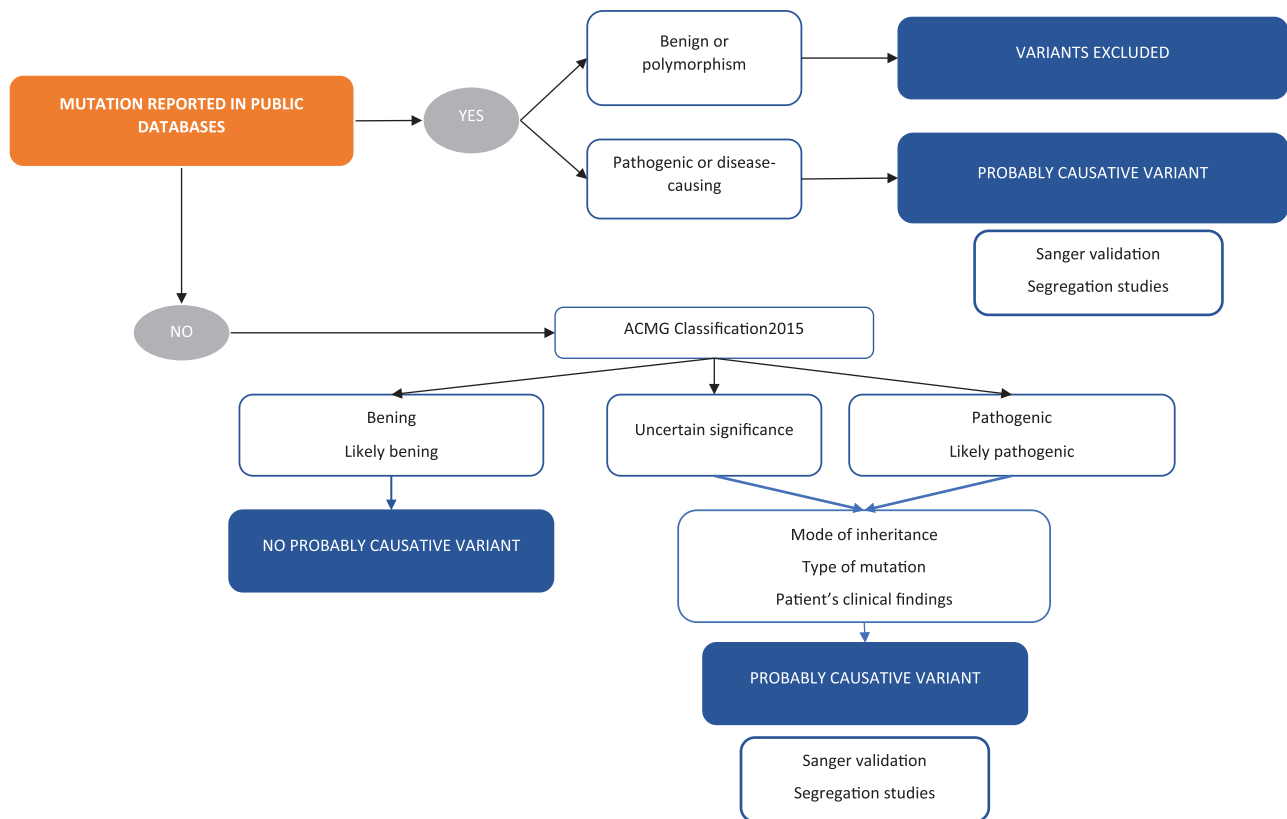 Benign or
polymorphism
VARIANTS EXCLUDED
MUTATION REPORTED IN PUBLIC
DATABASES
YES
Pathogenic or disease-
causing
PROBABLY CAUSATIVE VARIANT
Sanger validation
Segregation studies
NO
ACMG Classification2015
Bening
Likely bening
Uncertain significance
Pathogenic
Likely pathogenic
NO PROBABLY CAUSATIVE VARIANT
Mode of inheritance
Type of mutation
Patient’s clinical findings
PROBABLY CAUSATIVE VARIANT
Sanger validation
Segregation studies